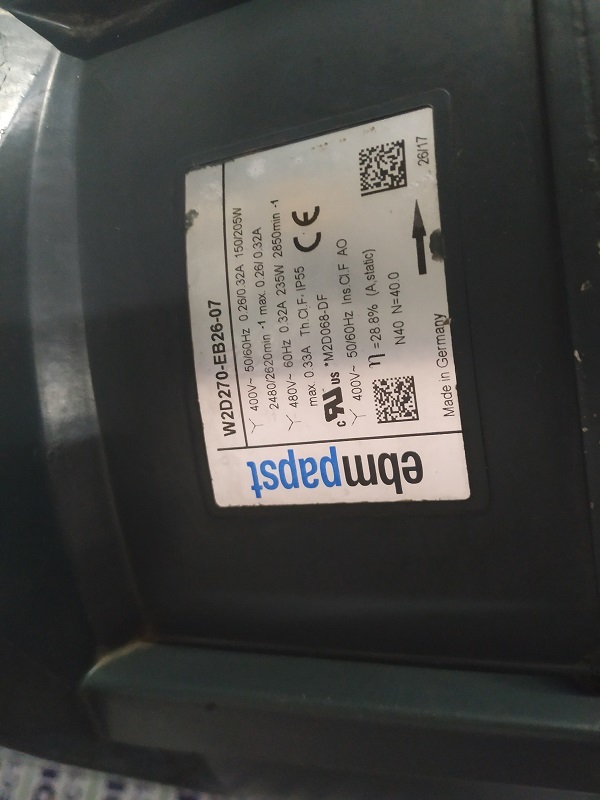 ebmpapst
W2D270-EB26-07
Y 400V~ 50/60Hz 0.26/0.32A 150/205W
2480/2620min -1 max. 0.26/ 0.32A
Y 480V~ 60Hz 0.32A 235W 2850min -1
max. 0.33A Th.Cl.F· IP55
CE
c RU us *M2D068-DF
Y 400V~ 50/60Hz Ins.Cl.F AO
η =28.8% (A,static)
N40 N=40.0
Made in Germany
26/17